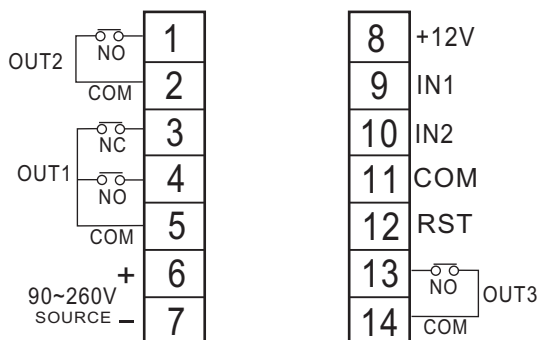 1 8 +12V
NO
OUT2
COM 2 9 IN1
3 10 IN2
NC
OUT1 4 11 COM
NO
COM 5 12 RST
+ 6 13
NO
90~260V
OUT3
SOURCE – 7 14
COM